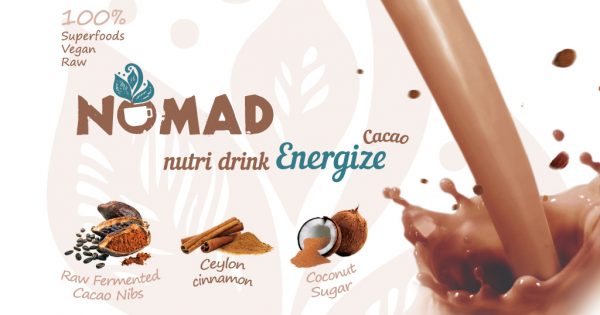 100%
Superfoods
Vegan
Raw
NOMAD
nutri drink Energize Cacao
Raw Fermented
Cacao Nibs
Ceylon
cinnamon
Coconut
Sugar